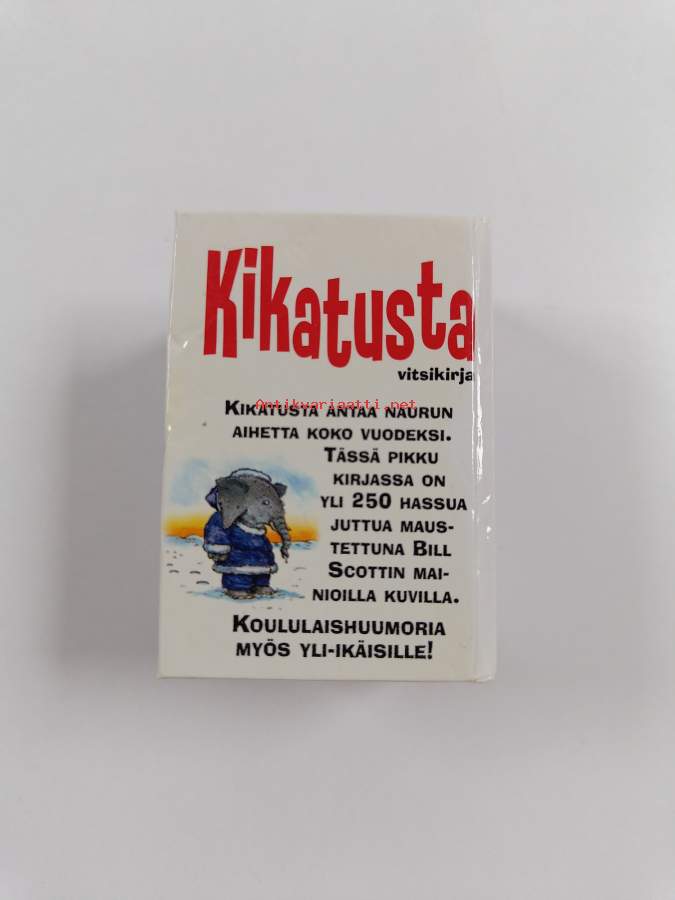 Kikatusta
vitsikirja
Antikvariaatti.net
KIKATUSTA ANTAA NAURUN
AIHETTA KOKO VUODEKSI.
TÄSSÄ PIKKU
KIRJASSA ON
YLI 250 HASSUA
JUTTUA MAUS-
TETTUNA BILL
SCOTTIN MAI-
NIOILLA KUVILLA.
KOULULAISHUUMORIA
MYÖS YLI-IKÄISILLE!